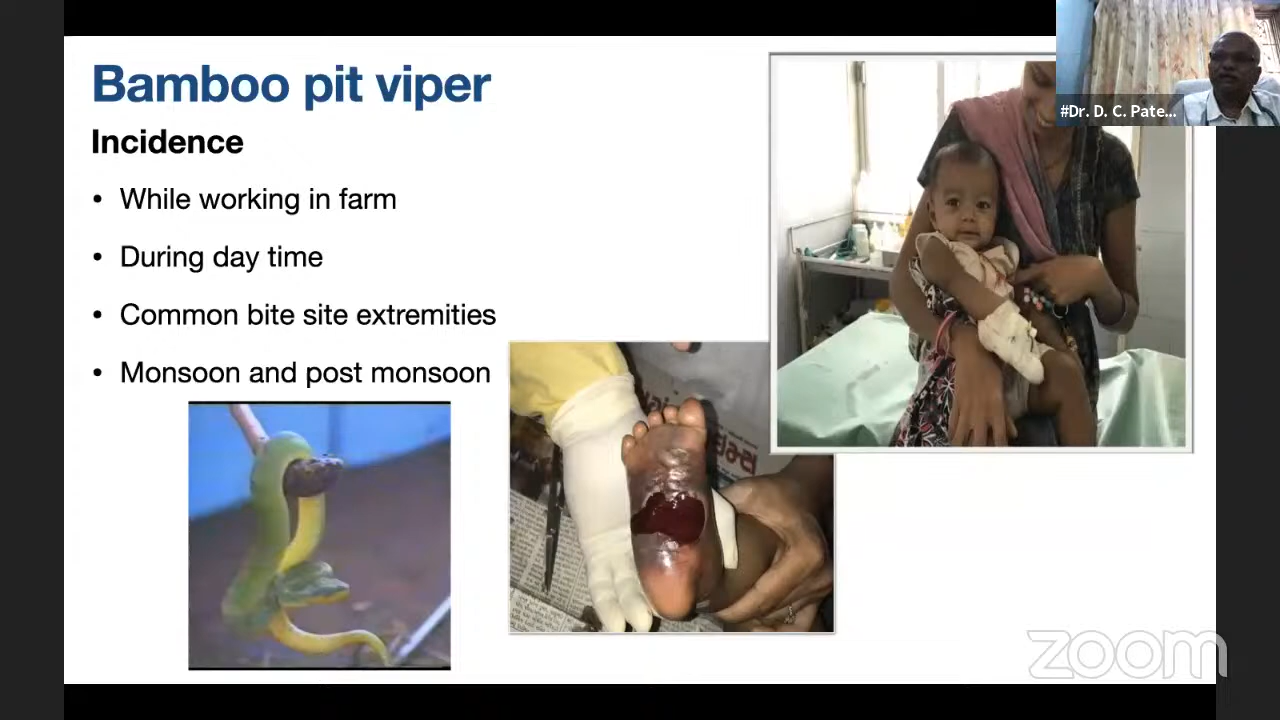 Bamboo pit viper
#Dr. D. C. Pate...
Incidence
• While working in farm
• During day time
• Common bite site extremities
• Monsoon and post monsoon
zoom